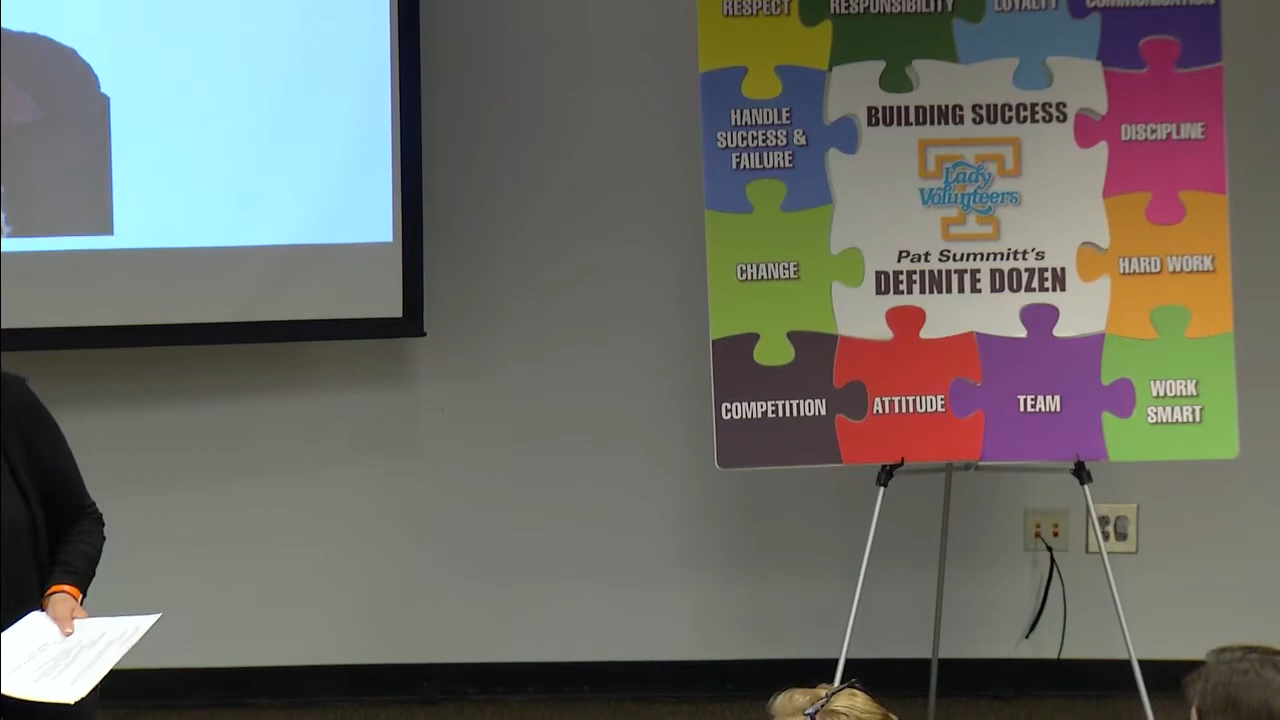 RESPECT
RESPONSIBILITY
LOYALTY
COMMUNICATION
HANDLE
SUCCESS &
FAILURE
BUILDING SUCCESS
DISCIPLINE
Lady
Volunteers
CHANGE
Pat Summitt's
DEFINITE DOZEN
HARD WORK
COMPETITION
ATTITUDE
TEAM
WORK
SMART